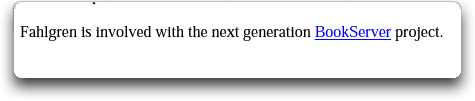 Fahlgren is involved with the next generation BookServer project.